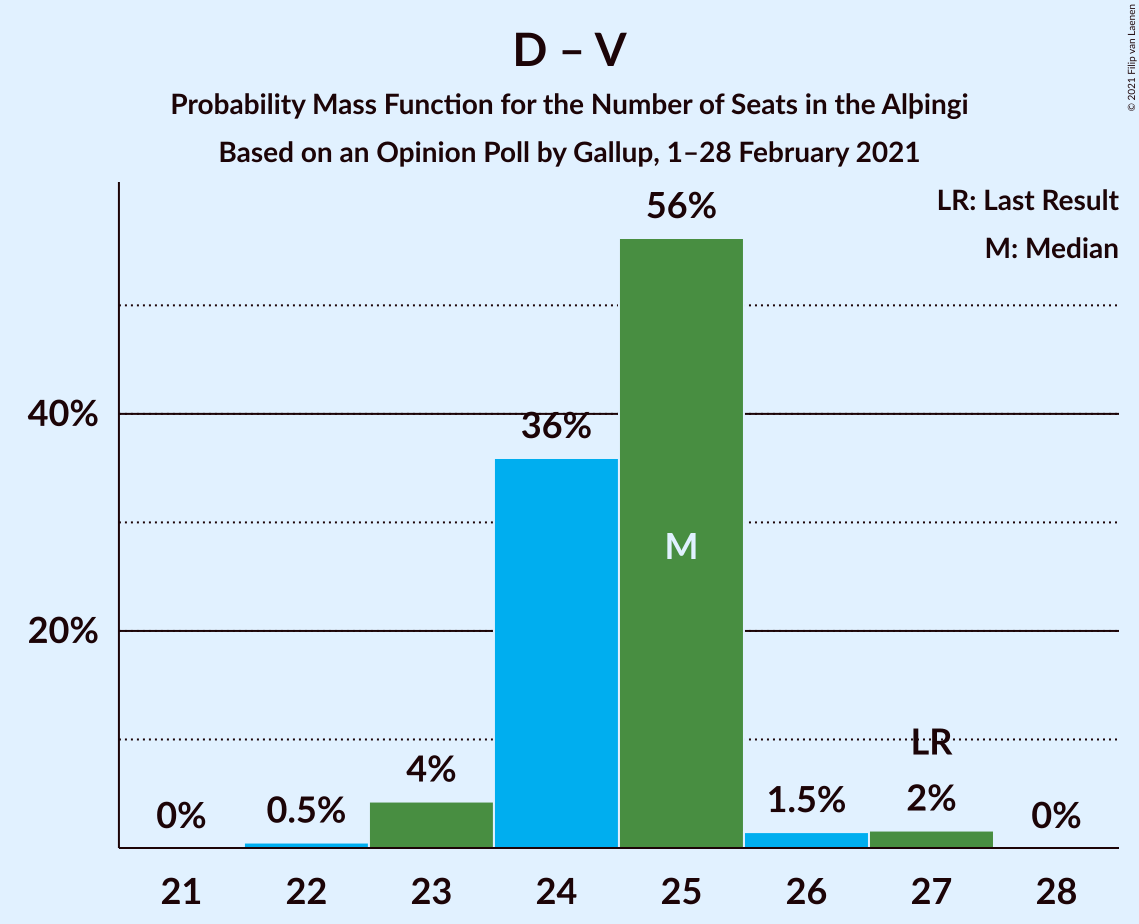 D – V
Probability Mass Function for the Number of Seats in the Alþingi
Based on an Opinion Poll by Gallup, 1–28 February 2021
© 2021 Filip van Laenen
LR: Last Result
M: Median
56%
40%
36%
M
20%
LR
4%
2%
1.5%
0.5%
0%
0%
21 22 23 24 25 26 27 28